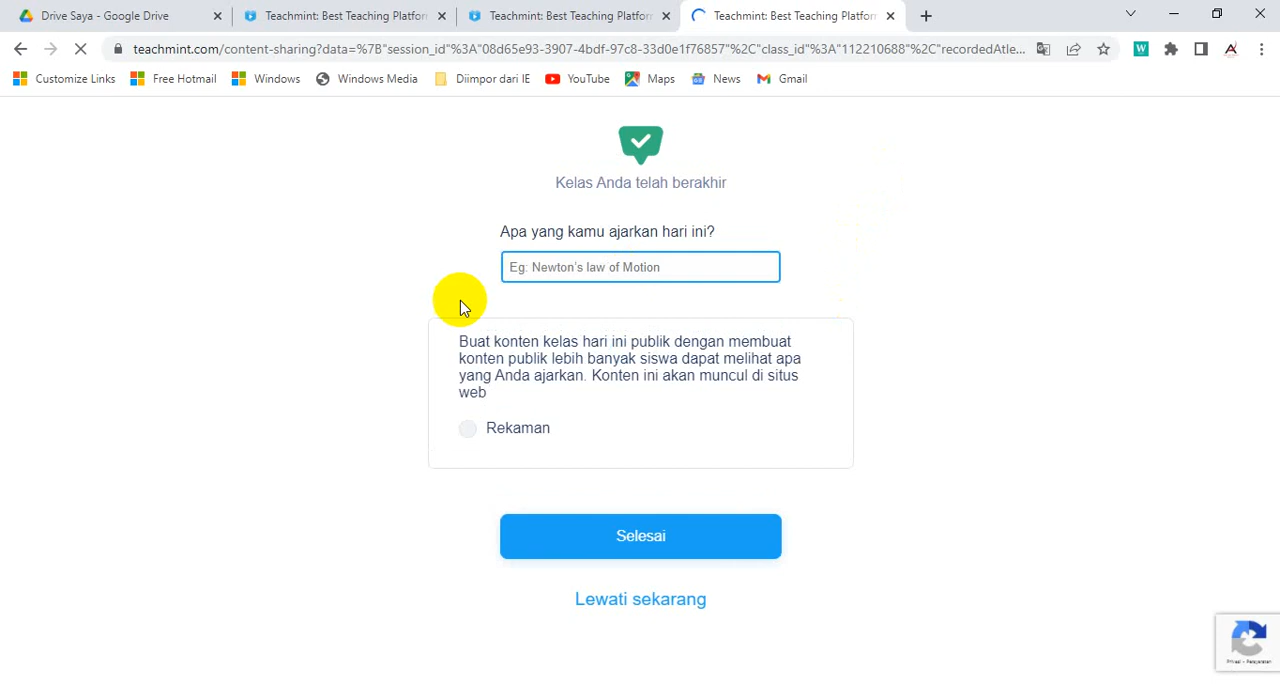 Drive Saya - Google Drive
Teachmint: Best Teaching Platfor
Teachmint: Best Teaching Platfor
Teachmint: Best Teaching Platfor
teachmint.com/content-sharing?data=%7B"session_id"%3A"08d65e93-3907-4bdf-97c8-33d0e1f76857"%2C"class_id"%3A"112210688"%2C"recordedAtle...
Customize Links
Free Hotmail
Windows
Windows Media
Diimpor dari IE
YouTube
Maps
News
Gmail
Kelas Anda telah berakhir
Apa yang kamu ajarkan hari ini?
Eg: Newton's law of Motion
Buat konten kelas hari ini publik dengan membuat
konten publik lebih banyak siswa dapat melihat apa
yang Anda ajarkan. Konten ini akan muncul di situs
web
Rekaman
Selesai
Lewati sekarang